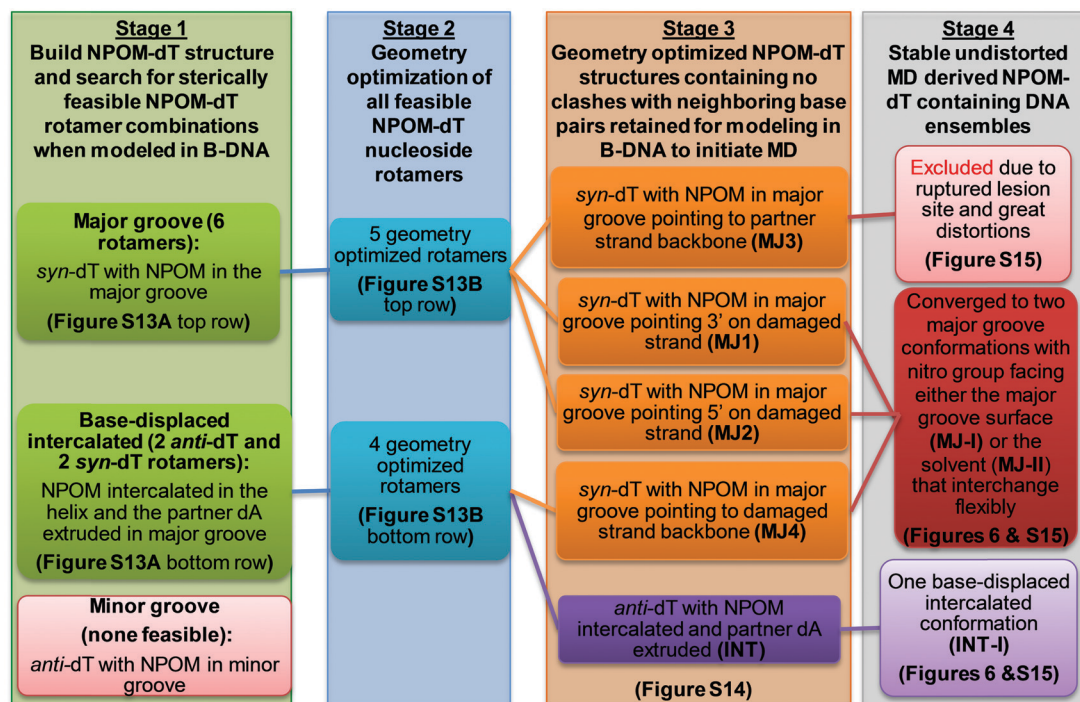 Stage 1
Build NPOM-dT structure
and search for sterically
feasible NPOM-dT
rotamer combinations
when modeled in B-DNA
Major groove (6
rotamers):
syn-dT with NPOM in the
major groove
(Figure S13A top row)
Base-displaced
intercalated (2 anti-dT and
2 syn-dT rotamers):
NPOM intercalated in the
helix and the partner dA
extruded in major groove
(Figure S13A bottom row)
Minor groove
(none feasible):
anti-dT with NPOM in minor
groove
Stage 2
Geometry
optimization of
all feasible
NPOM-dT
nucleoside
rotamers
5 geometry
optimized rotamers
(Figure S13B
top row)
4 geometry
optimized
rotamers
(Figure S13B
bottom row)
Stage 3
Geometry optimized NPOM-dT
structures containing no
clashes with neighboring base
pairs retained for modeling in
B-DNA to initiate MD
syn-dT with NPOM in major
groove pointing to partner
strand backbone (MJ3)
syn-dT with NPOM in major
groove pointing 3' on damaged
strand (MJ1)
syn-dT with NPOM in major
groove pointing 5' on damaged
strand (MJ2)
syn-dT with NPOM in major
groove pointing to damaged
strand backbone (MJ4)
anti-dT with NPOM
intercalated and partner dA
extruded (INT)
(Figure S14)
Stage 4
Stable undistorted
MD derived NPOM-
dT containing DNA
ensembles
Excluded due to
ruptured lesion
site and great
distortions
(Figure S15)
Converged to two
major groove
conformations with
nitro group facing
either the major
groove surface
(MJ-I) or the
solvent (MJ-II)
that interchange
flexibly
(Figures 6 & S15)
One base-displaced
intercalated
conformation
(INT-I)
(Figures 6 &S15)